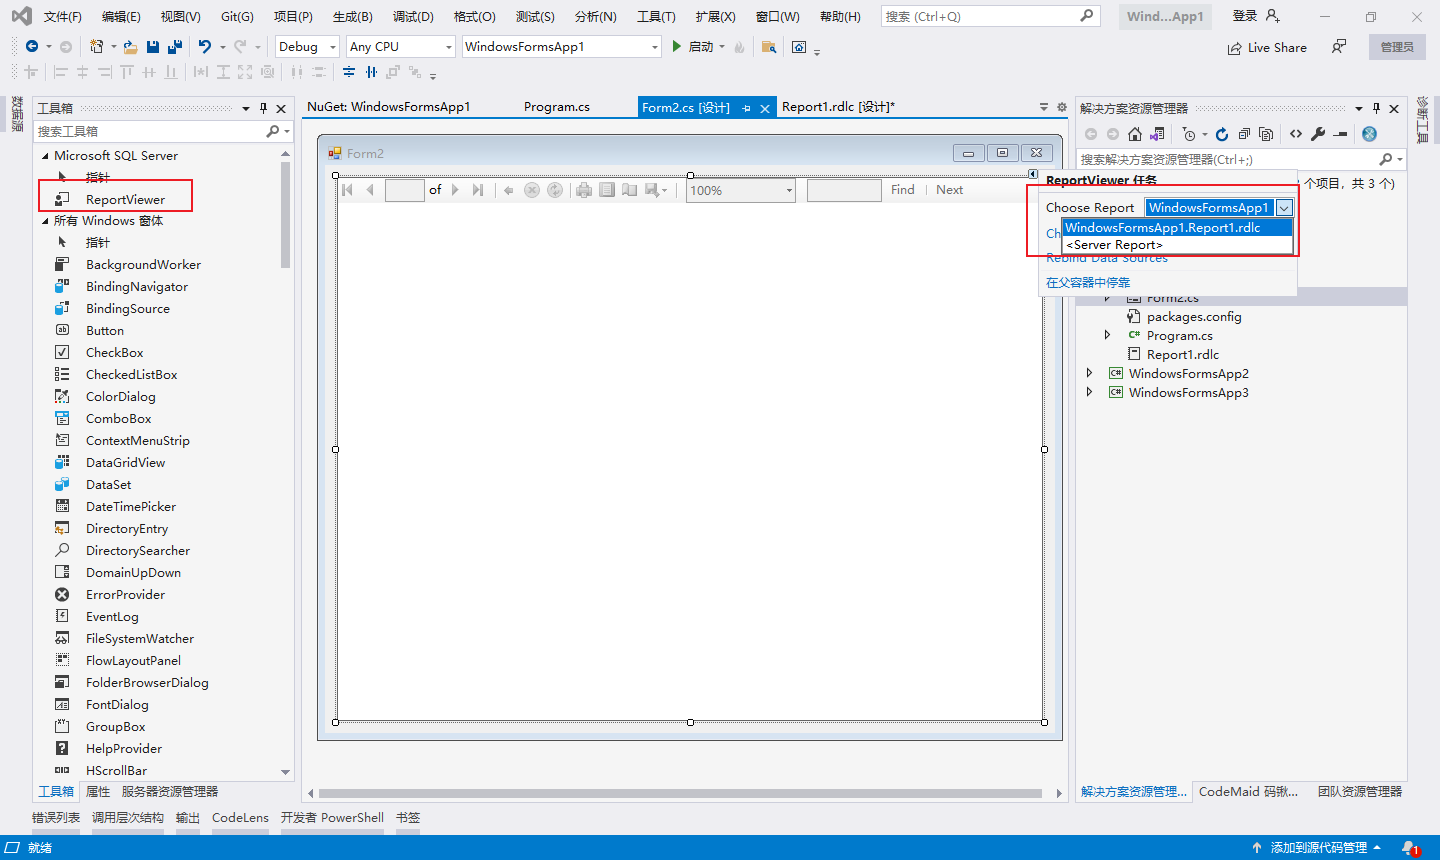 文件(F) 编辑(E) 视图(V) Git(G) 项目(P) 生成(B) 调试(D) 格式(O) 测试(S) 分析(N) 工具(T) 扩展(X) 窗口(W) 帮助(H) 搜索 (Ctrl+Q) Wind...App1 登录
Debug Any CPU WindowsFormsApp1 启动 Live Share 管理员
数据源
工具箱
搜索工具箱
Microsoft SQL Server
指针
ReportViewer
所有 Windows 窗体
指针
BackgroundWorker
BindingNavigator
BindingSource
Button
CheckBox
CheckedListBox
ColorDialog
ComboBox
ContextMenuStrip
DataGridView
DataSet
DateTimePicker
DirectoryEntry
DirectorySearcher
DomainUpDown
ErrorProvider
EventLog
FileSystemWatcher
FlowLayoutPanel
FolderBrowserDialog
FontDialog
GroupBox
HelpProvider
HScrollBar
工具箱 属性 服务器资源管理器
NuGet: WindowsFormsApp1 Program.cs Form2.cs [设计] Report1.rdlc [设计]*
Form2
of 100% Find Next
ReportViewer 任务
Choose Report WindowsFormsApp1
WindowsFormsApp1.Report1.rdlc
<Server Report>
Ch
Rebind Data Sources
在父容器中停靠
解决方案资源管理器
搜索解决方案资源管理器(Ctrl+;)
个项目，共 3 个)
Form2.cs
packages.config
C# Program.cs
Report1.rdlc
C# WindowsFormsApp2
C# WindowsFormsApp3
解决方案资源管理... CodeMaid 码锹... 团队资源管理器
诊断工具
错误列表 调用层次结构 输出 CodeLens 开发者 PowerShell 书签
就绪 添加到源代码管理 1